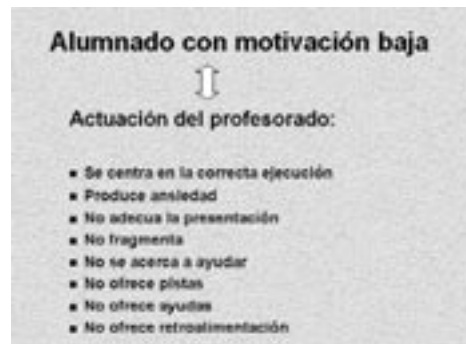 Alumnado con motivación baja
Actuación del profesorado:
Se centra en la correcta ejecución
Produce ansiedad
No adecua la presentación
No fragmenta
No se acerca a ayudar
No ofrece pistas
No ofrece ayudas
No ofrece retroalimentación